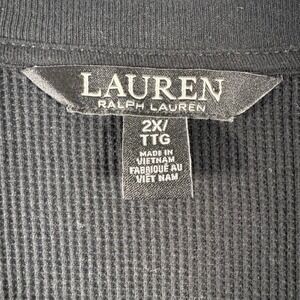 LAUREN
RALPH LAUREN
2X/
TTG
MADE IN
VIETNAM
FABRIQUÉ AU
VIET NAM